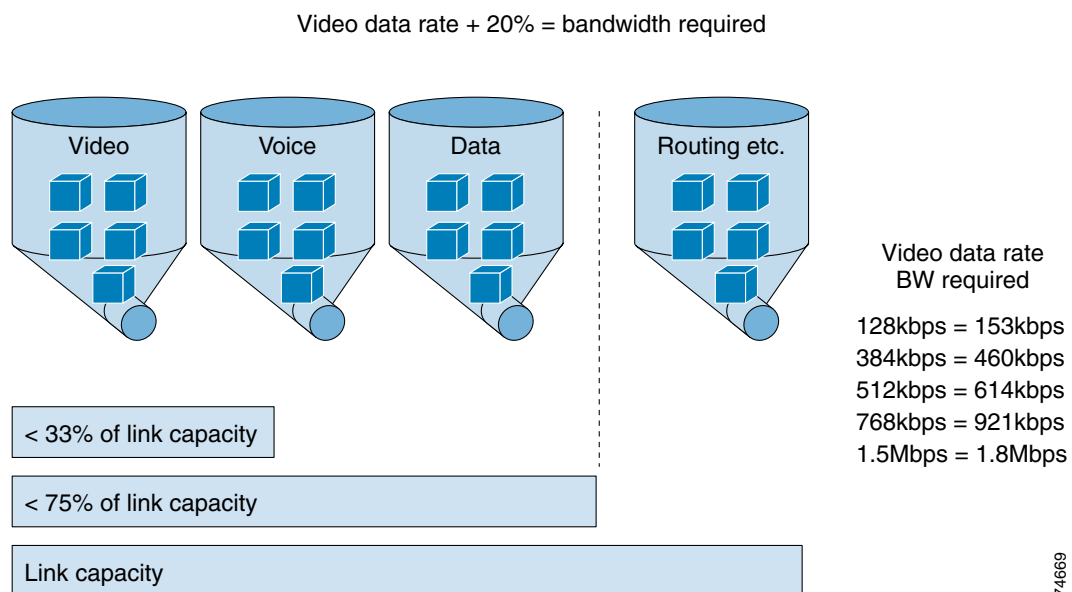 Video data rate + 20% = bandwidth required
Video
Voice
Data
Routing etc.
Video data rate
BW required
128kbps = 153kbps
384kbps = 460kbps
512kbps = 614kbps
768kbps = 921kbps
1.5Mbps = 1.8Mbps
< 33% of link capacity
< 75% of link capacity
Link capacity
74669